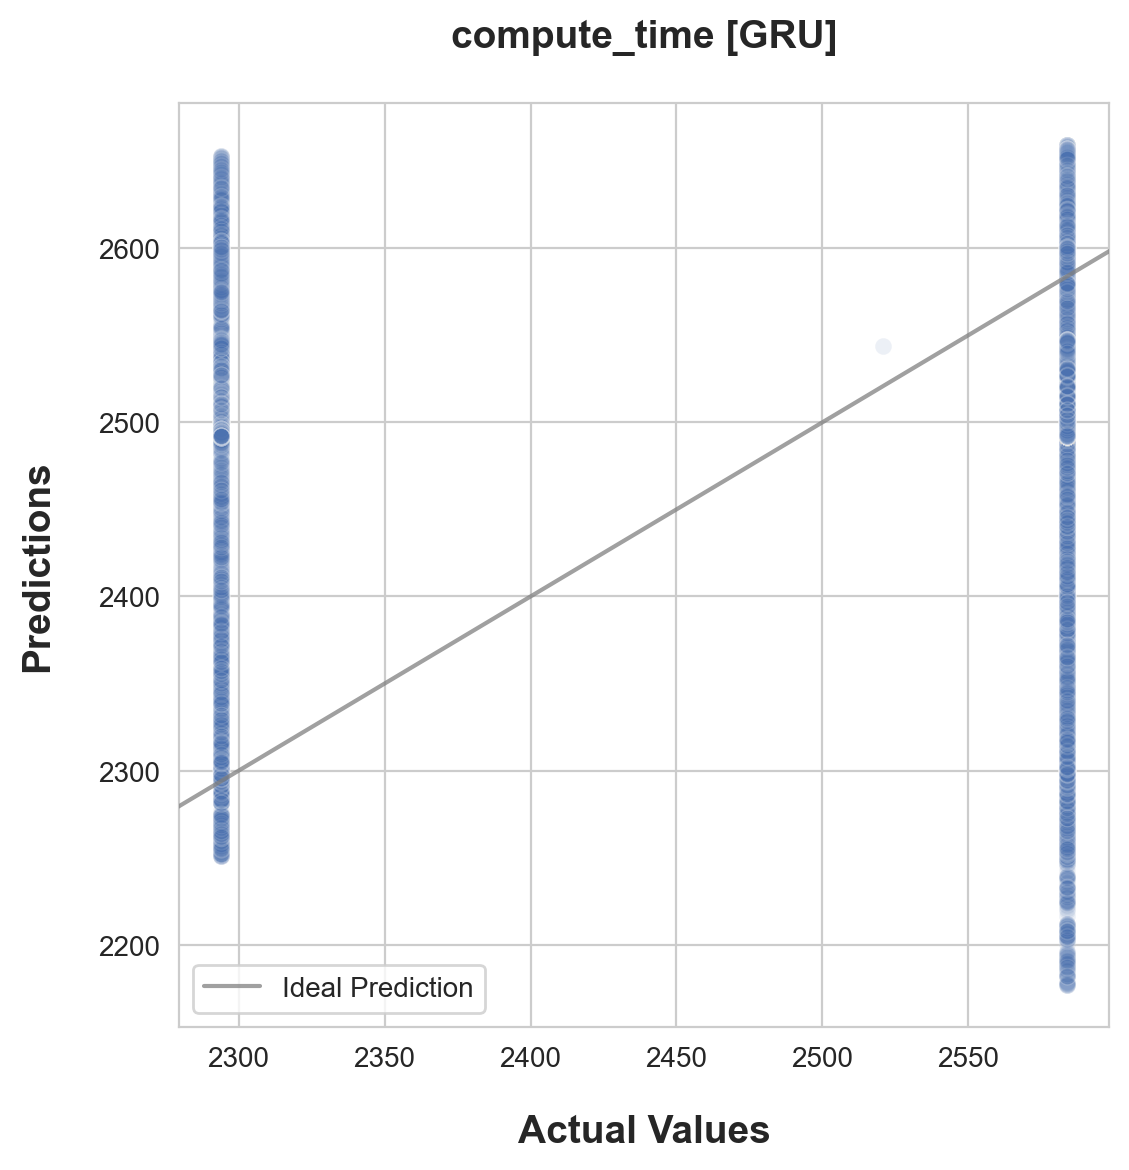 compute_time [GRU]
Predictions
2600
2500
2400
2300
2200
Ideal Prediction
2300 2350 2400 2450 2500 2550
Actual Values